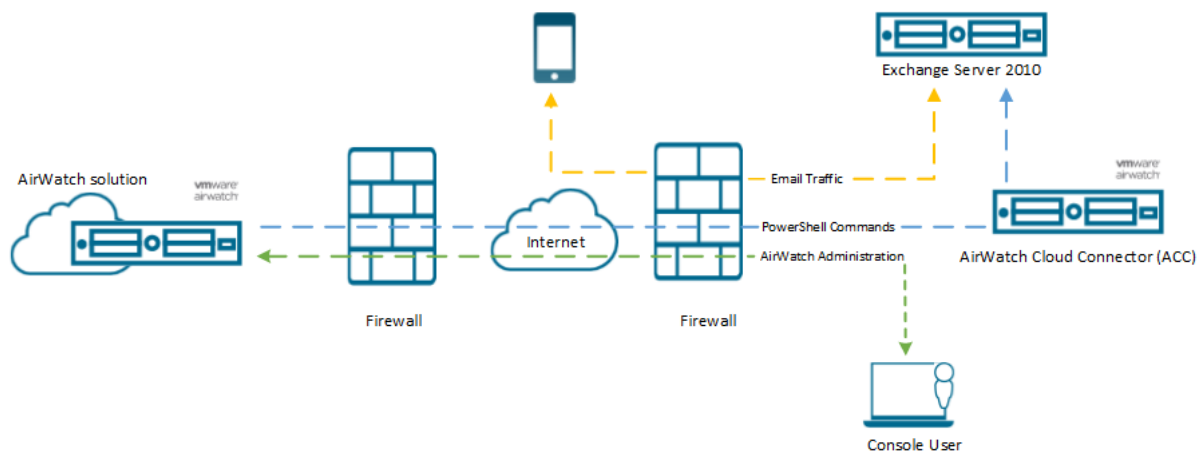 Exchange Server 2010
AirWatch solution
vmware
airwatch
Email Traffic
vmware
airwatch
Internet
PowerShell Commands
AirWatch Administration
AirWatch Cloud Connector (ACC)
Firewall
Firewall
Console User